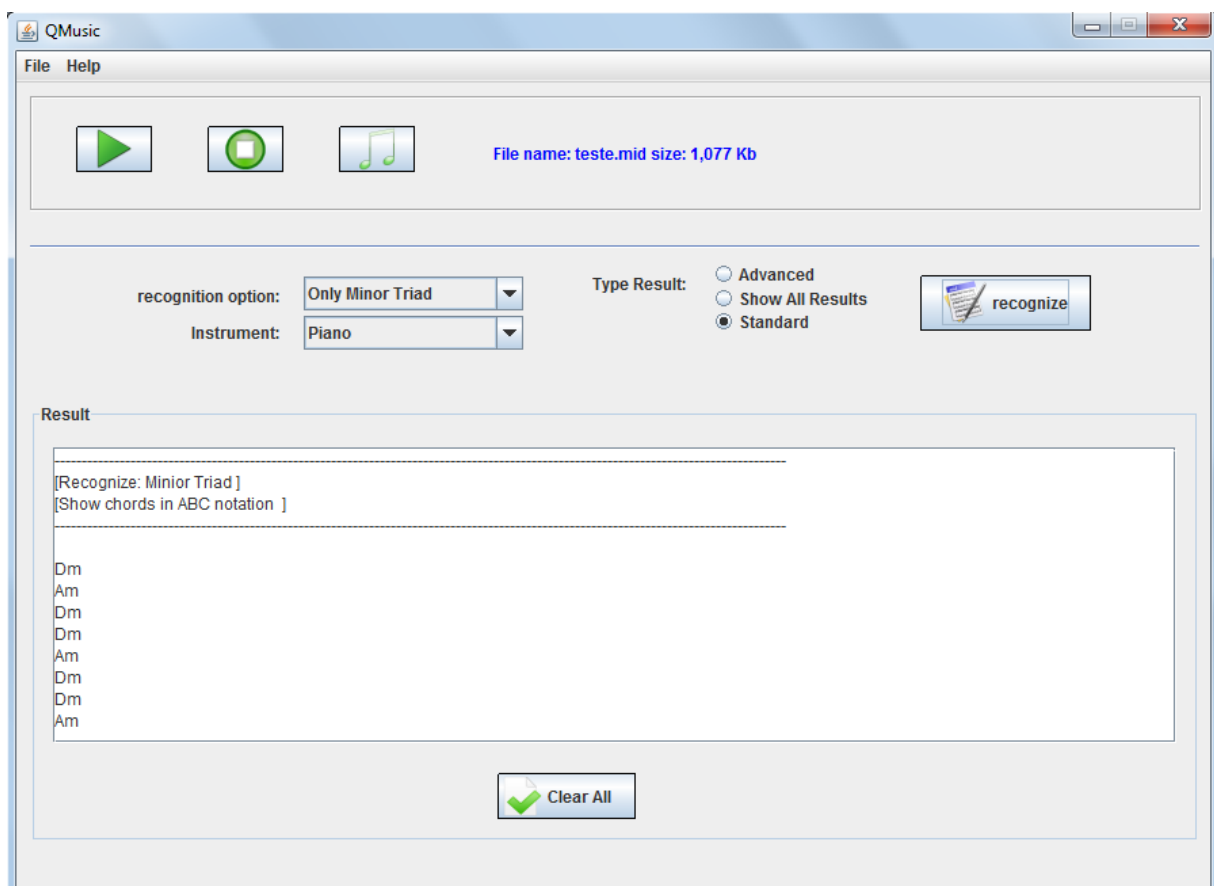 QMusic
File Help
File name: teste.mid size: 1,077 Kb
recognition option: Only Minor Triad
Instrument: Piano
Type Result:
Advanced
Show All Results
Standard
recognize
Result
[Recognize: Minior Triad ]
[Show chords in ABC notation  ]
Dm
Am
Dm
Dm
Am
Dm
Dm
Am
Clear All